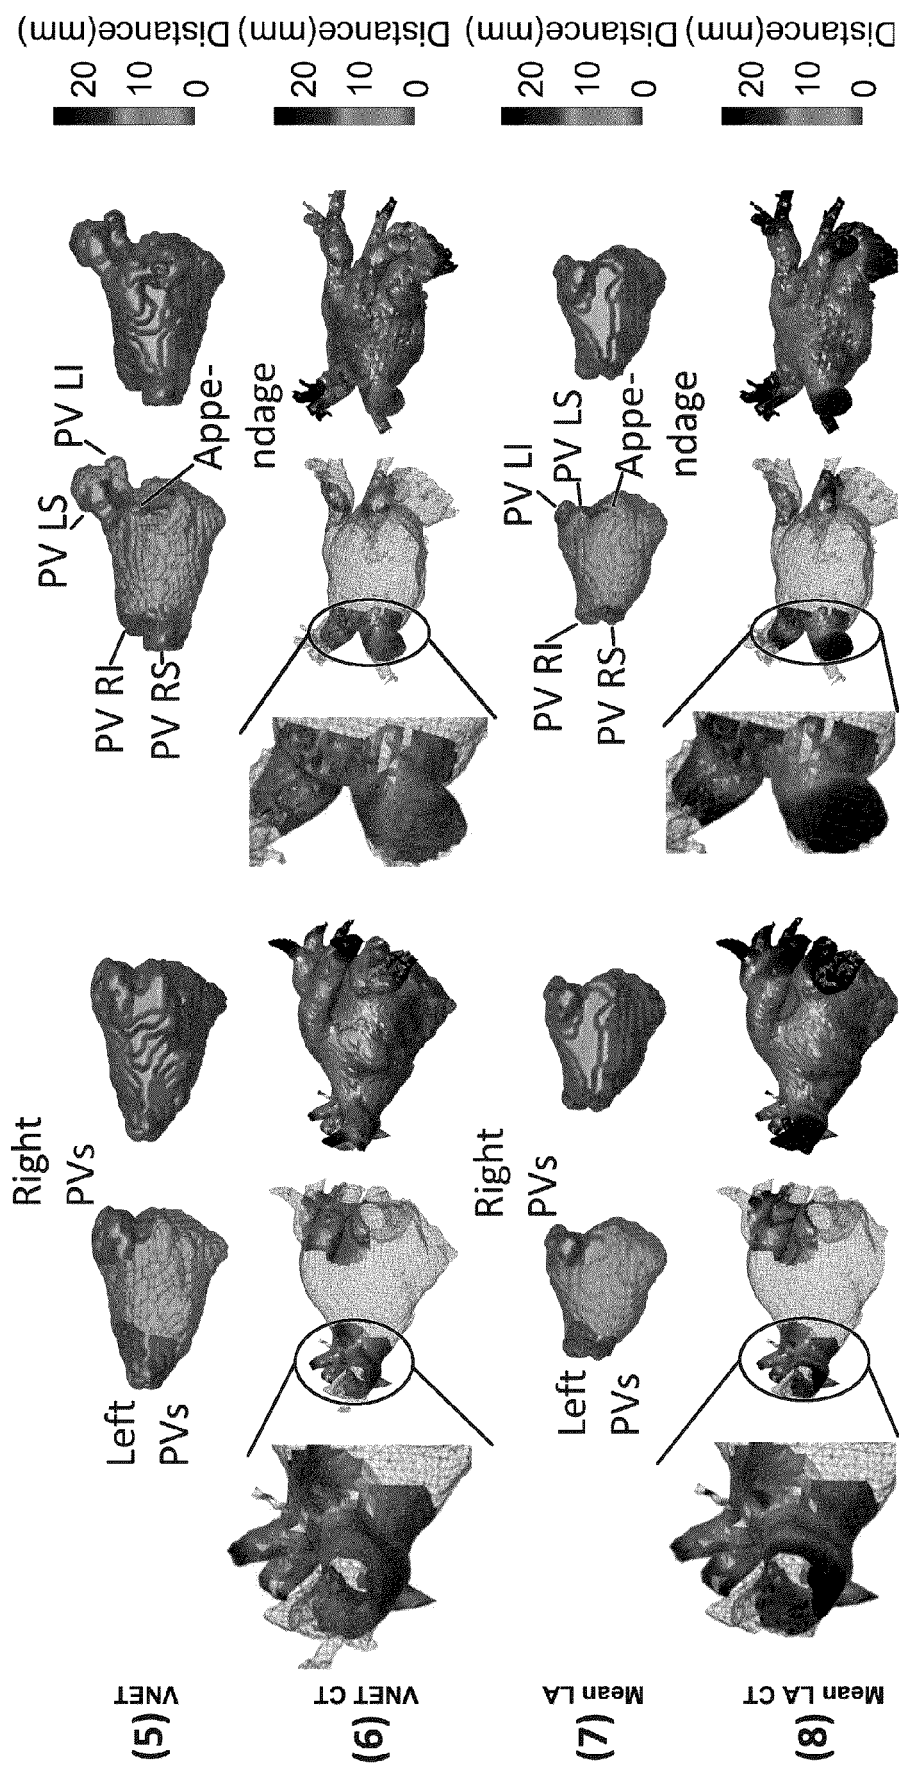 (5) VNET
Left
PVs
Right
PVs
PV RI
PV RS
PV LS
PV LI
Appe-
ndage
20
10
0
Distance(mm)
(6) VNET CT
20
10
0
Distance(mm)
(7) Mean LA
Left
PVs
Right
PVs
PV RI
PV RS
PV LI
PV LS
Appe-
ndage
20
10
0
Distance(mm)
(8) Mean LA CT
20
10
0
Distance(mm)